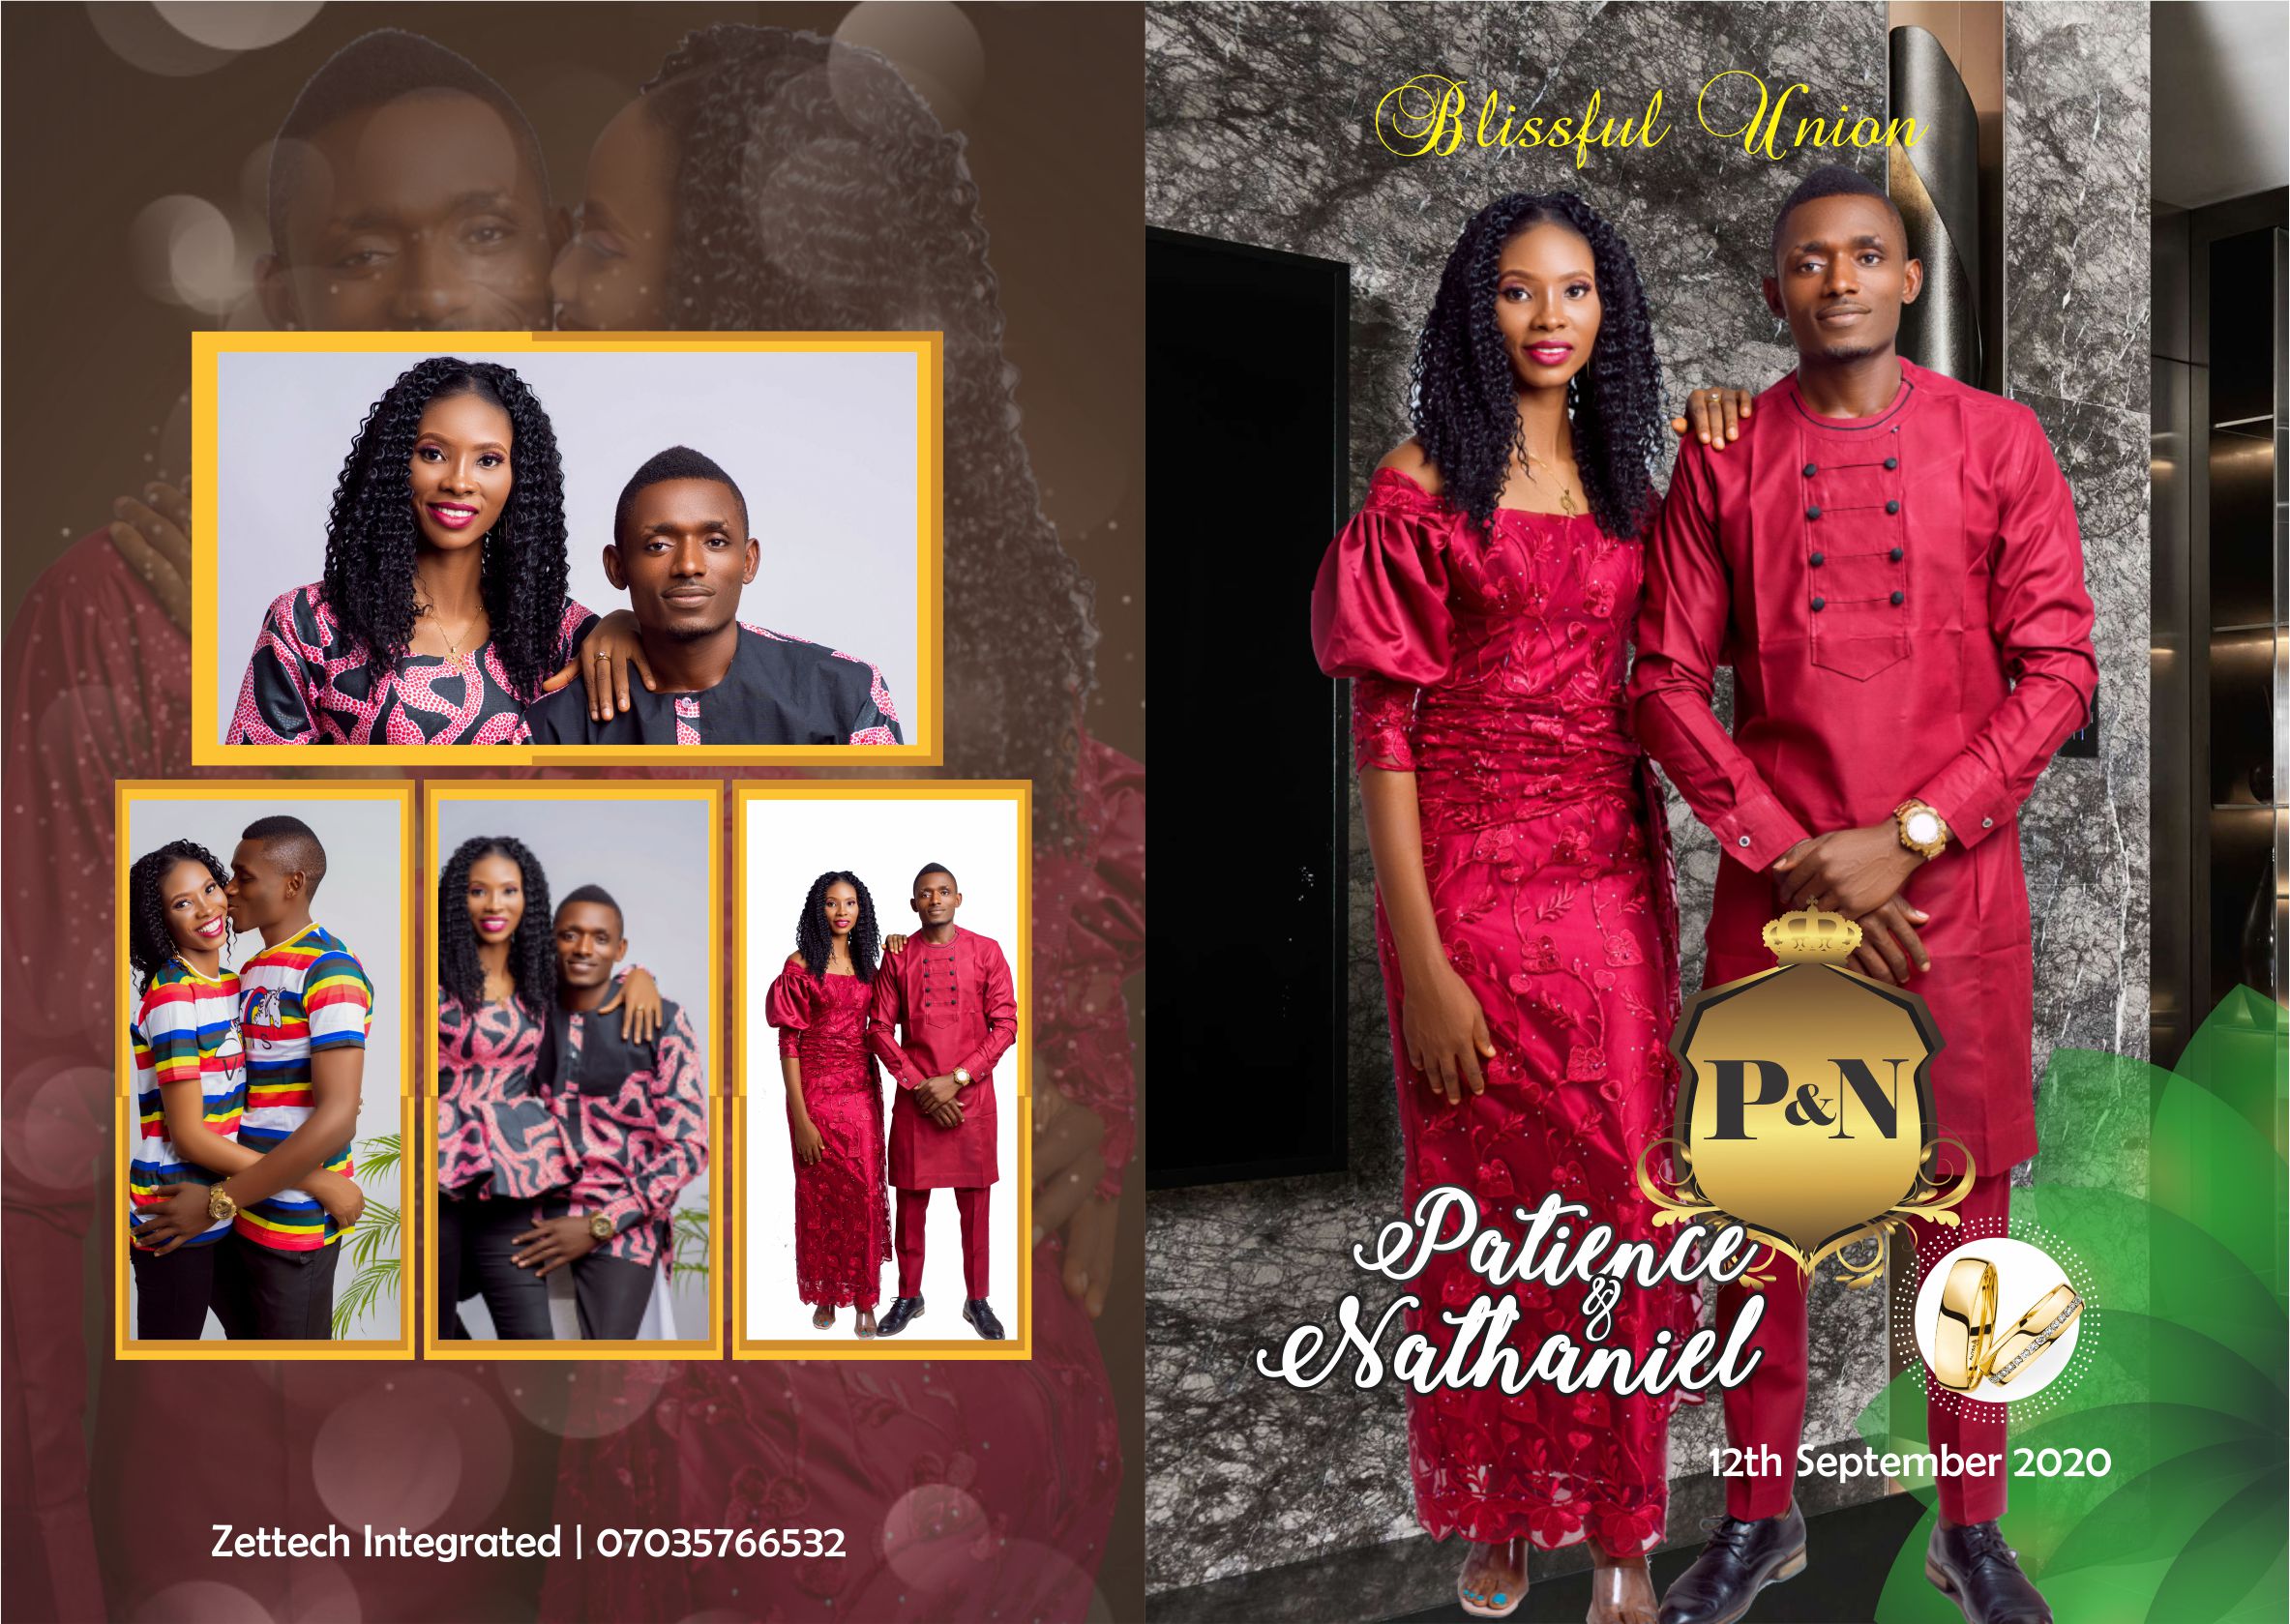 Zettech Integrated | 07035766532
Blissful Union
P&N
Patience
&
Nathaniel
12th September 2020